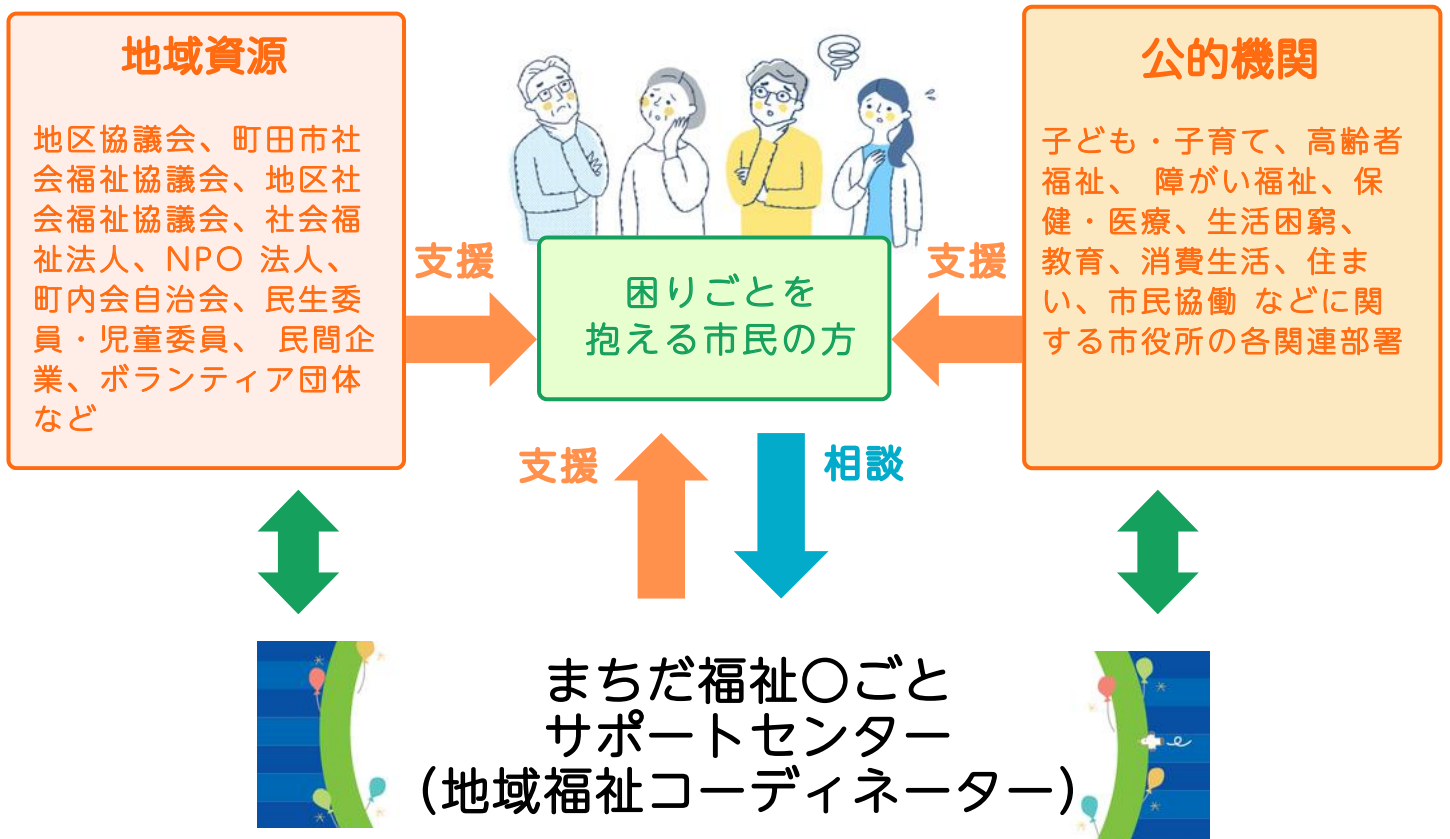 地域資源
地区協議会、町田市社
会福祉協議会、地区社
会福祉協議会、社会福
祉法人、NPO 法人、
町内会自治会、民生委
員・児童委員、 民間企
業、ボランティア団体
など
支援
困りごとを
抱える市民の方
支援
公的機関
子ども・子育て、高齢者
福祉、 障がい福祉、保
健・医療、生活困窮、
教育、消費生活、住ま
い、市民協働 などに関
する市役所の各関連部署
支援
相談
まちだ福祉〇ごと
サポートセンター
(地域福祉コーディネーター)